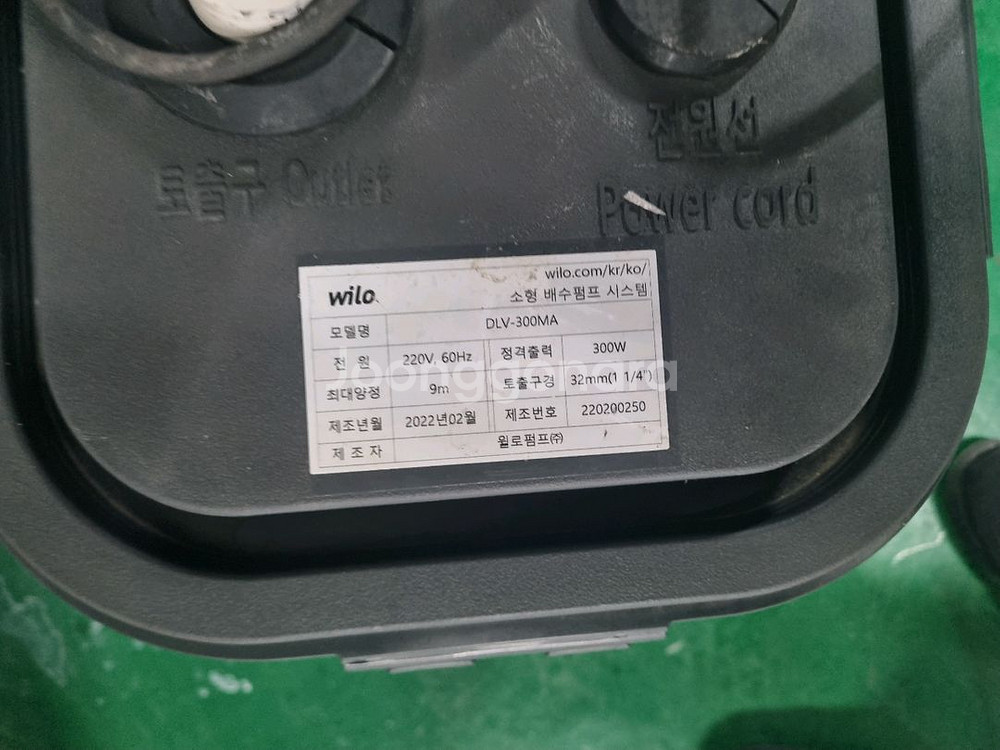 전원선
토출구 Outlet
Power cord
wilo
wilo.com/kr/ko/
소형 배수펌프 시스템
모델명 DLV-300MA
전 원 220V, 60Hz 정격출력 300W
최대양정 9m 토출구경 32mm(1 1/4")
제조년월 2022년02월 제조번호 220200250
제 조 자 윌로펌프㈜
joonggonara